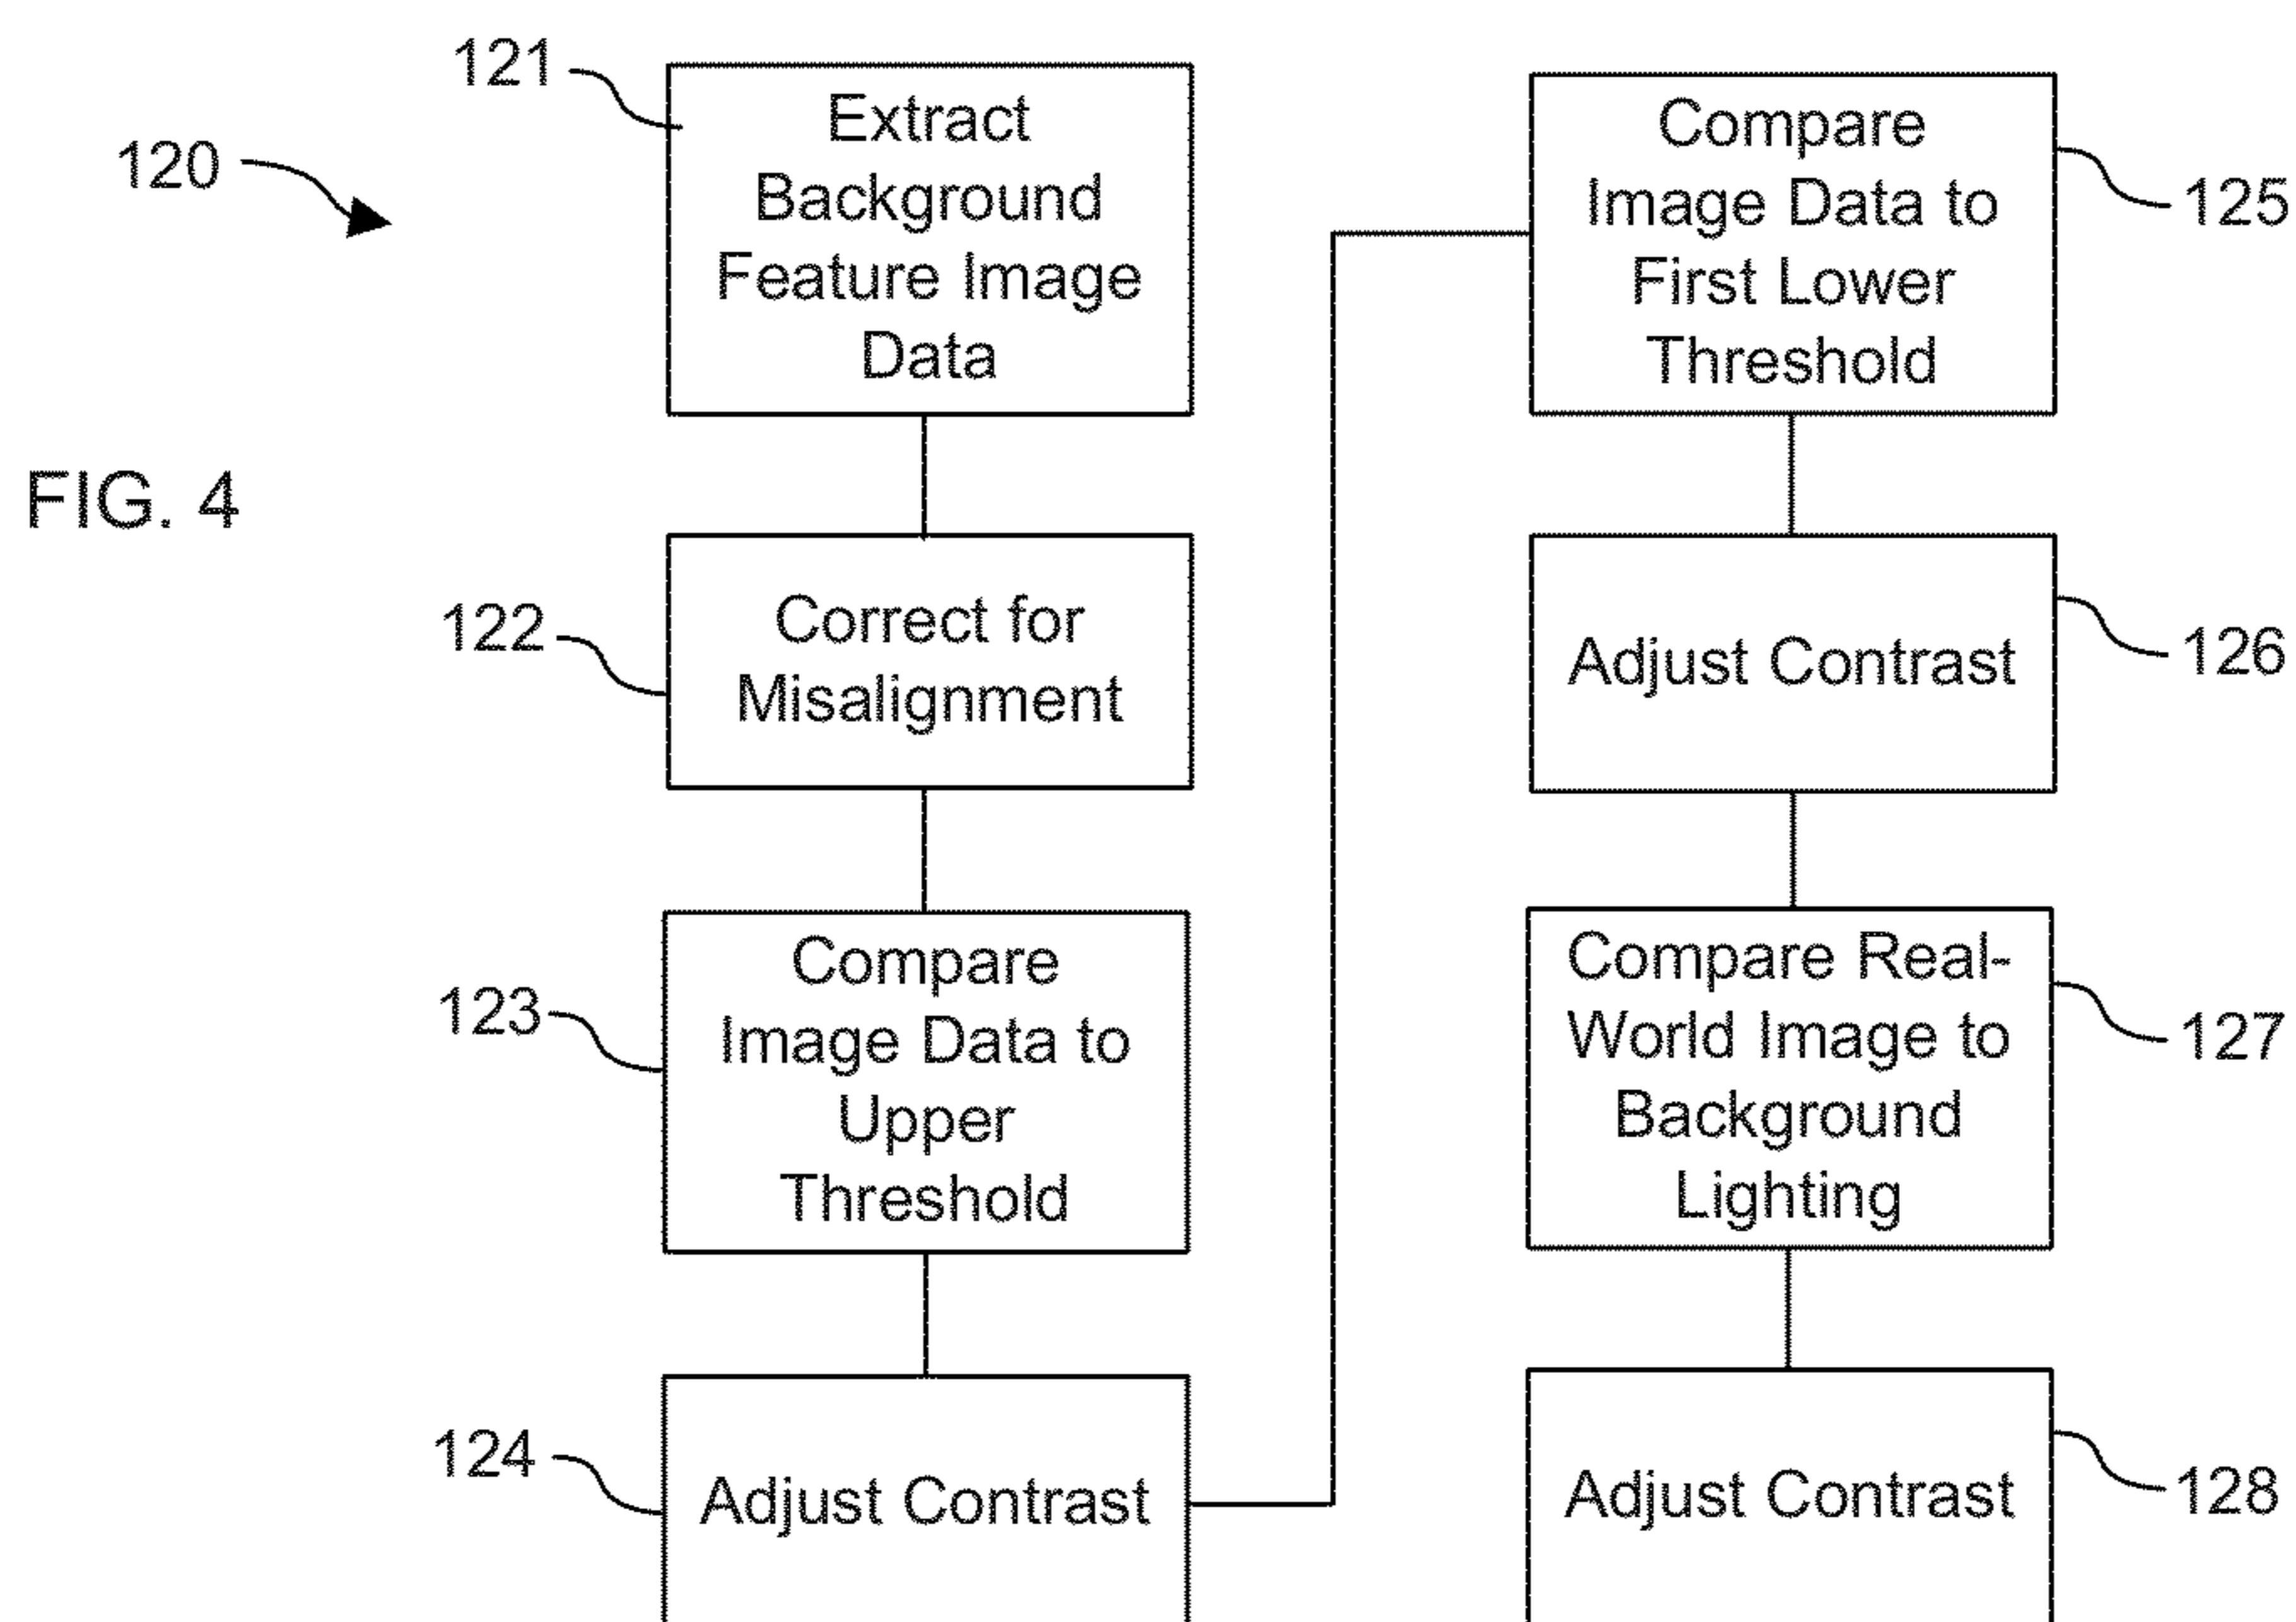 120
FIG. 4
121
Extract
Background
Feature Image
Data
122
Correct for
Misalignment
123
Compare
Image Data to
Upper
Threshold
124
Adjust Contrast
Compare
Image Data to
First Lower
Threshold
125
Adjust Contrast
126
Compare Real-
World Image to
Background
Lighting
127
Adjust Contrast
128